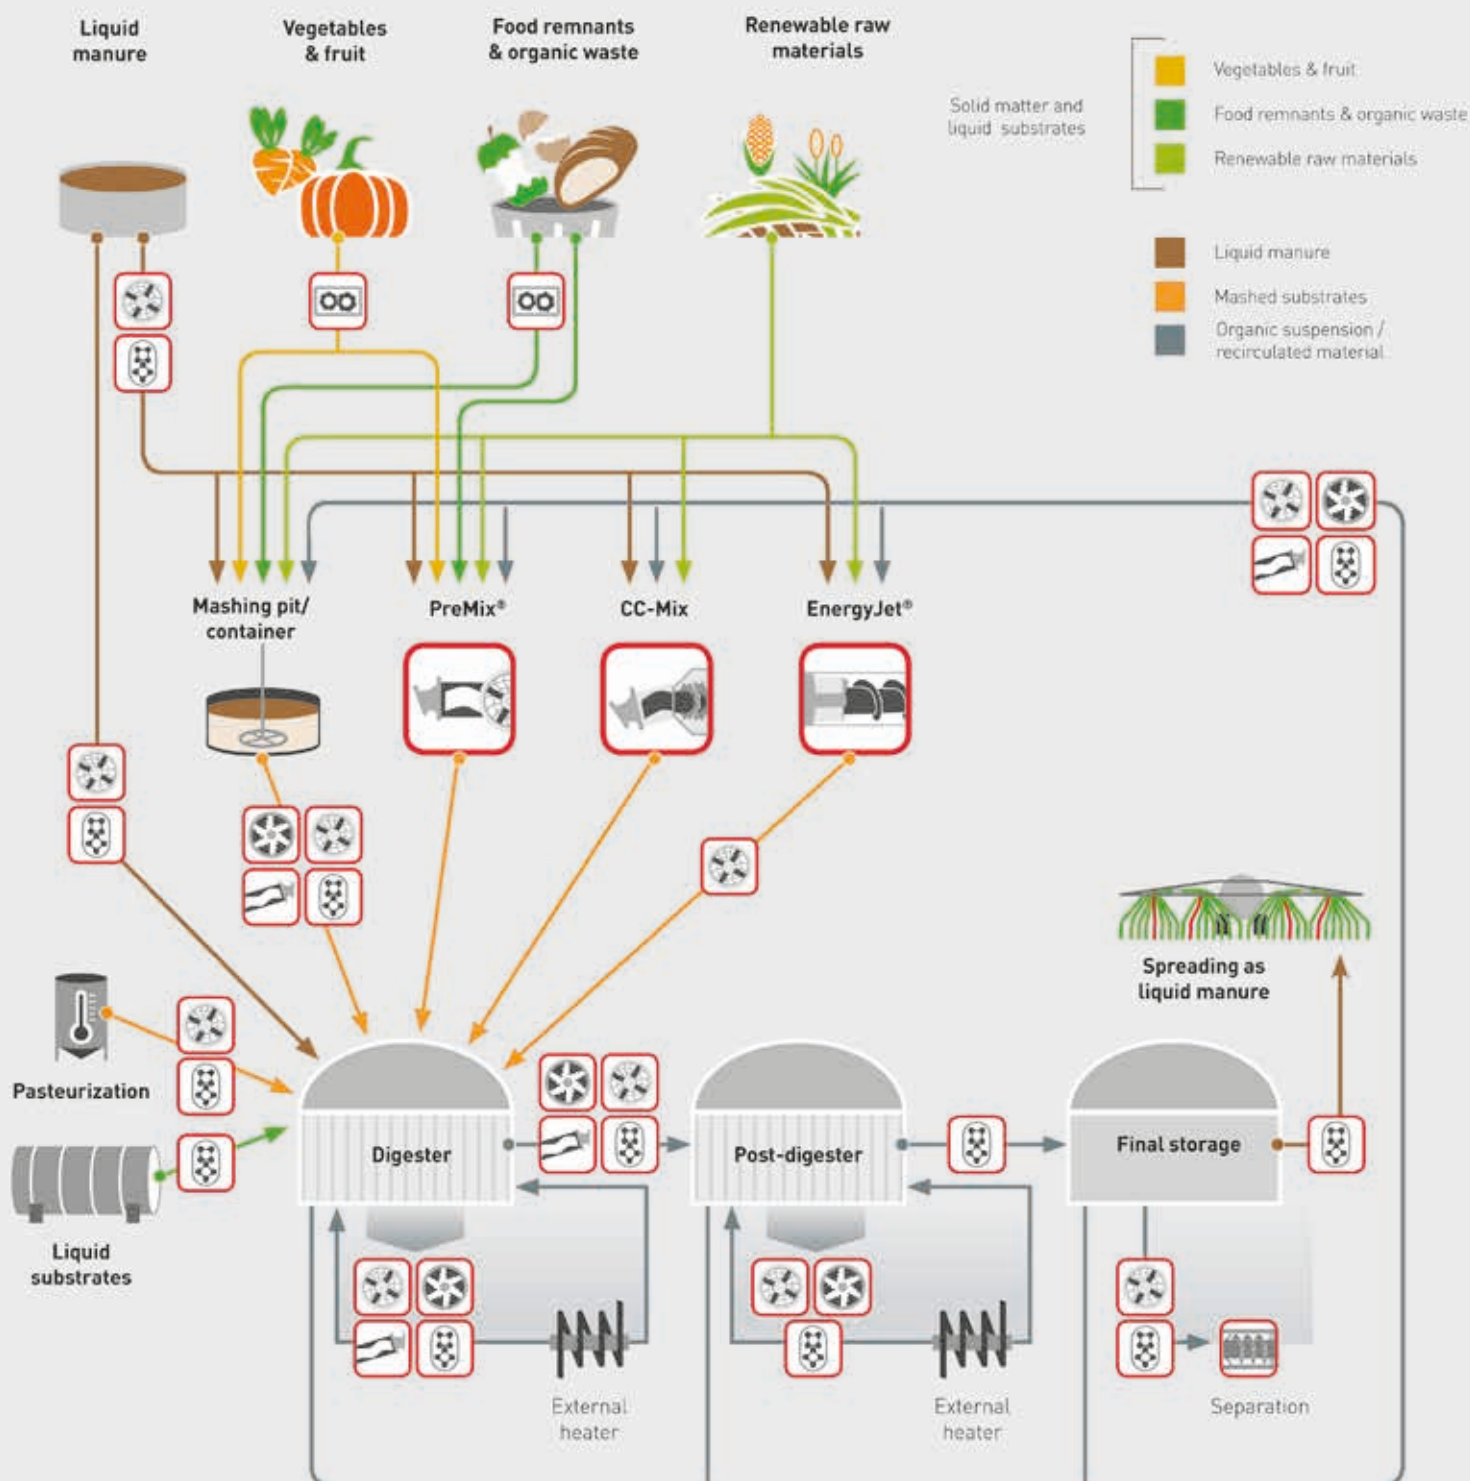 Liquid
manure
Vegetables
& fruit
Food remnants
& organic waste
Renewable raw
materials
Solid matter and
liquid substrates
Vegetables & fruit
Food remnants & organic waste
Renewable raw materials
Liquid manure
Mashed substrates
Organic suspension /
recirculated material
Mashing pit/
container
PreMix®
CC-Mix
EnergyJet®
Spreading as
liquid manure
Pasteurization
Digester
Post-digester
Final storage
Liquid
substrates
External
heater
External
heater
Separation